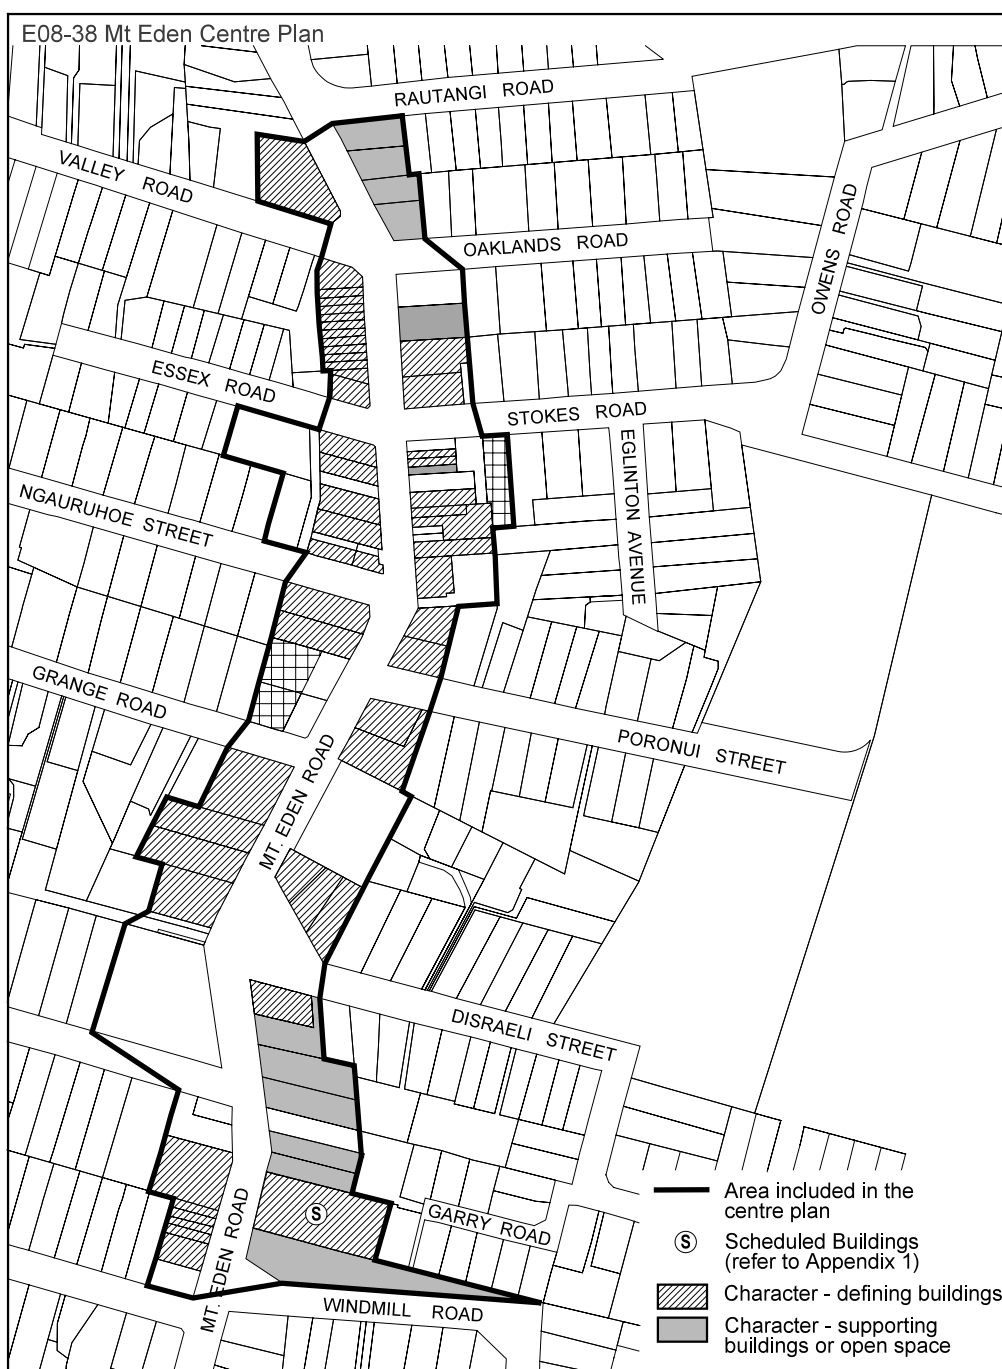 E08-38 Mt Eden Centre Plan
RAUTANGI ROAD
VALLEY ROAD
OAKLANDS ROAD
OWENS ROAD
ESSEX ROAD
STOKES ROAD
EGLINTON AVENUE
NGAURUHOE STREET
GRANGE ROAD
PORONUI STREET
MT. EDEN ROAD
DISRAELI STREET
GARRY ROAD
MT. EDEN ROAD
WINDMILL ROAD
S
Area included in the
centre plan
S
Scheduled Buildings
(refer to Appendix 1)
Character - defining buildings
Character - supporting
buildings or open space